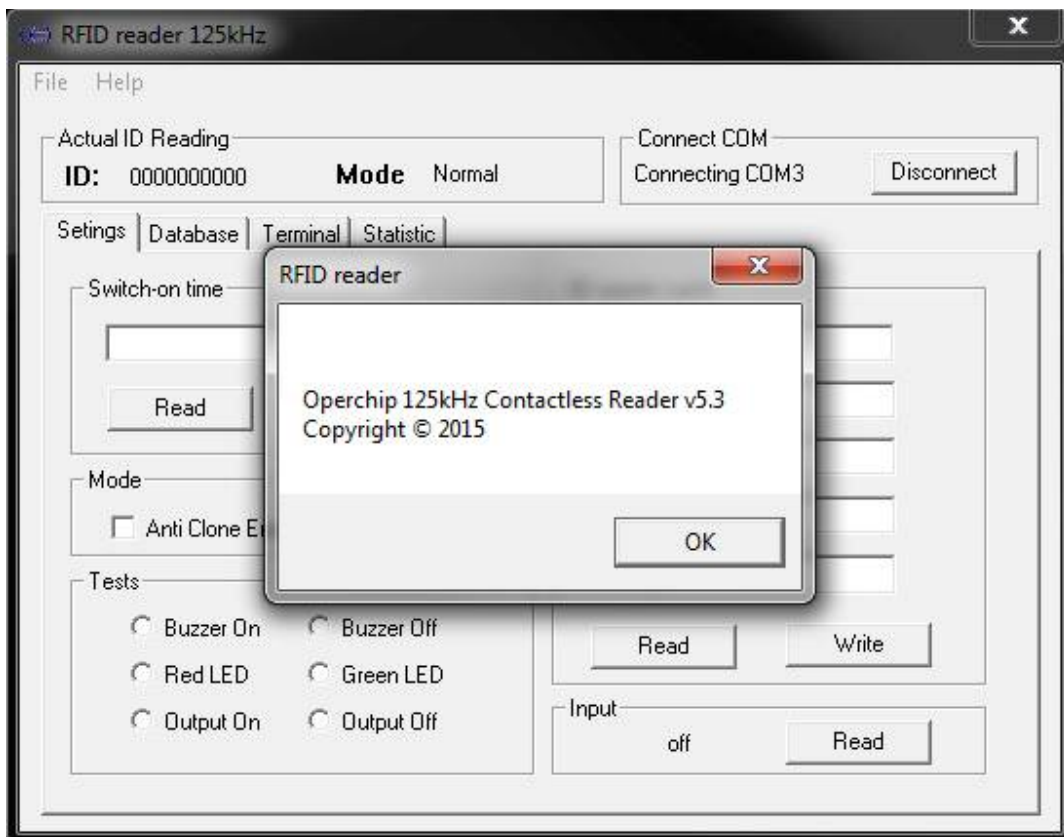 RFID reader 125kHz
File Help
Actual ID Reading
ID: 0000000000 Mode Normal
Connect COM
Connecting COM3 Disconnect
Setings Database Terminal Statistic
Switch-on time
Read
Mode
Anti Clone
Tests
Buzzer On Buzzer Off
Red LED Green LED
Output On Output Off
RFID reader
Operchip 125kHz Contactless Reader v5.3
Copyright © 2015
OK
Read Write
Input
off Read